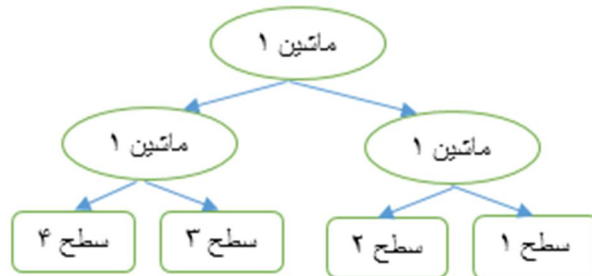 ماشین ۱
ماشین ۱
ماشین ۱
سطح ۱
سطح ۲
سطح ۳
سطح ۴